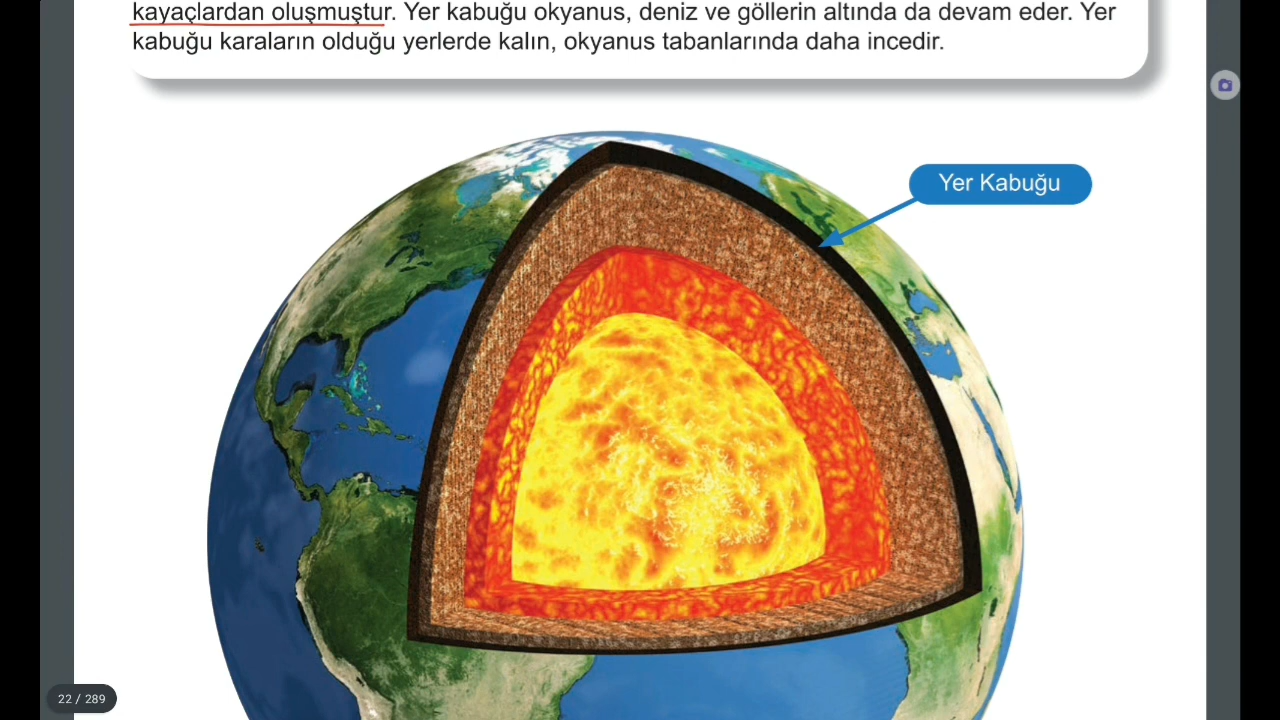 kayaçlardan oluşmuştur. Yer kabuğu okyanus, deniz ve göllerin altında da devam eder. Yer
kabuğu karaların olduğu yerlerde kalın, okyanus tabanlarında daha incedir.
Yer Kabuğu
22 / 289